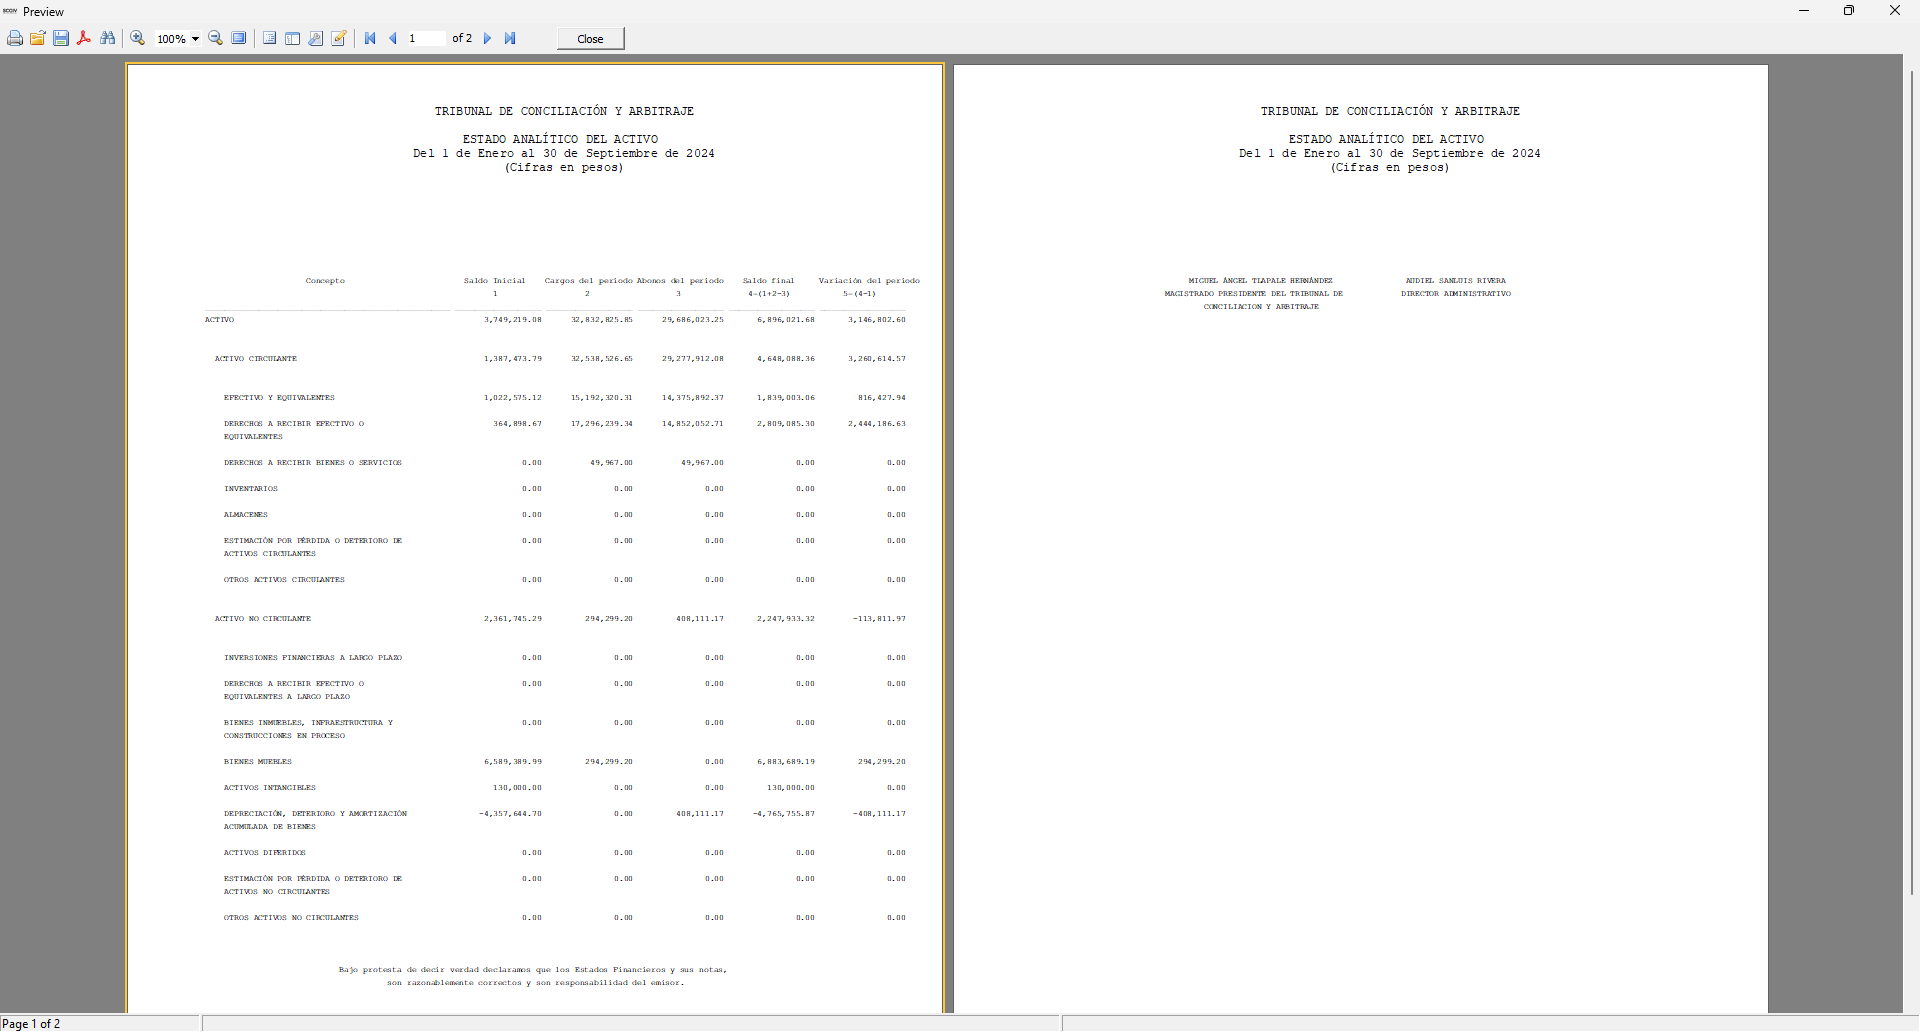 Preview
100%
1 of 2
Close
TRIBUNAL DE CONCILIACIÓN Y ARBITRAJE
ESTADO ANALÍTICO DEL ACTIVO
Del 1 de Enero al 30 de Septiembre de 2024
(Cifras en pesos)
Concepto Saldo Inicial Cargos del periodo Abonos del periodo Saldo final Variación del periodo
1 2 3 4=(1+2-3) 5=(4-1)
ACTIVO 3,749,219.08 32,832,825.85 29,686,023.25 6,896,021.68 3,146,802.60
ACTIVO CIRCULANTE 1,387,473.79 32,538,526.65 29,277,912.08 4,648,088.36 3,260,614.57
EFECTIVO Y EQUIVALENTES 1,022,575.12 15,192,320.31 14,375,892.37 1,839,003.06 816,427.94
DERECHOS A RECIBIR EFECTIVO O 364,898.67 17,296,239.34 14,852,052.71 2,809,085.30 2,444,186.63
EQUIVALENTES
DERECHOS A RECIBIR BIENES O SERVICIOS 0.00 49,967.00 49,967.00 0.00 0.00
INVENTARIOS 0.00 0.00 0.00 0.00 0.00
ALMACENES 0.00 0.00 0.00 0.00 0.00
ESTIMACIÓN POR PÉRDIDA O DETERIORO DE 0.00 0.00 0.00 0.00 0.00
ACTIVOS CIRCULANTES
OTROS ACTIVOS CIRCULANTES 0.00 0.00 0.00 0.00 0.00
ACTIVO NO CIRCULANTE 2,361,745.29 294,299.20 408,111.17 2,247,933.32 -113,811.97
INVERSIONES FINANCIERAS A LARGO PLAZO 0.00 0.00 0.00 0.00 0.00
DERECHOS A RECIBIR EFECTIVO O 0.00 0.00 0.00 0.00 0.00
EQUIVALENTES A LARGO PLAZO
BIENES INMUEBLES, INFRAESTRUCTURA Y 0.00 0.00 0.00 0.00 0.00
CONSTRUCCIONES EN PROCESO
BIENES MUEBLES 6,589,389.99 294,299.20 0.00 6,883,689.19 294,299.20
ACTIVOS INTANGIBLES 130,000.00 0.00 0.00 130,000.00 0.00
DEPRECIACIÓN, DETERIORO Y AMORTIZACIÓN -4,357,644.70 0.00 408,111.17 -4,765,755.87 -408,111.17
ACUMULADA DE BIENES
ACTIVOS DIFERIDOS 0.00 0.00 0.00 0.00 0.00
ESTIMACIÓN POR PÉRDIDA O DETERIORO DE 0.00 0.00 0.00 0.00 0.00
ACTIVOS NO CIRCULANTES
OTROS ACTIVOS NO CIRCULANTES 0.00 0.00 0.00 0.00 0.00
Bajo protesta de decir verdad declaramos que los Estados Financieros y sus notas,
son razonablemente correctos y son responsabilidad del emisor.
TRIBUNAL DE CONCILIACIÓN Y ARBITRAJE
ESTADO ANALÍTICO DEL ACTIVO
Del 1 de Enero al 30 de Septiembre de 2024
(Cifras en pesos)
MIGUEL ÁNGEL TLAPALE HERNÁNDEZ AUDIEL SANLUIS RIVERA
MAGISTRADO PRESIDENTE DEL TRIBUNAL DE DIRECTOR ADMINISTRATIVO
CONCILIACION Y ARBITRAJE
Page 1 of 2